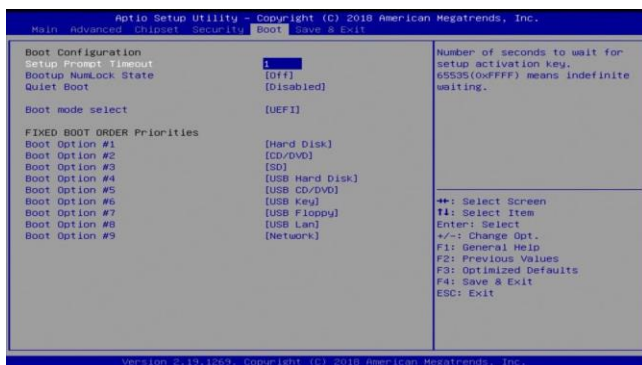 Aptio Setup Utility – Copyright (C) 2018 American Megatrends, Inc.
Main Advanced Chipset Security Boot Save & Exit
Boot Configuration
Setup Prompt Timeout 1
Bootup NumLock State [Off]
Quiet Boot [Disabled]
Boot mode select [UEFI]
FIXED BOOT ORDER Priorities
Boot Option #1 [Hard Disk]
Boot Option #2 [CD/DVD]
Boot Option #3 [SD]
Boot Option #4 [USB Hard Disk]
Boot Option #5 [USB CD/DVD]
Boot Option #6 [USB Key]
Boot Option #7 [USB Floppy]
Boot Option #8 [USB Lan]
Boot Option #9 [Network]
Number of seconds to wait for
setup activation key.
65535(0xFFFF) means indefinite
waiting.
→←: Select Screen
↑↓: Select Item
Enter: Select
+/-: Change Opt.
F1: General Help
F2: Previous Values
F3: Optimized Defaults
F4: Save & Exit
ESC: Exit
Version 2.19.1269. Copyright (C) 2018 American Megatrends, Inc.